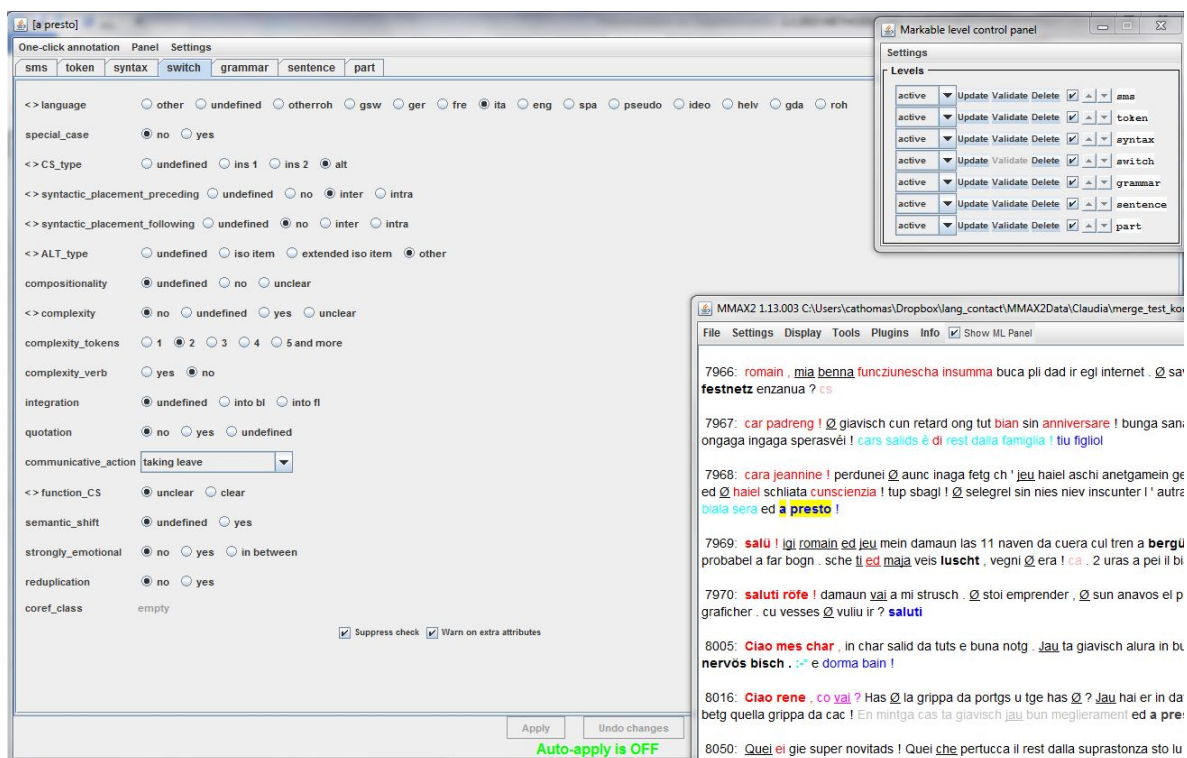 [a presto]
One-click annotation Panel Settings
sms token syntax switch grammar sentence part
<> language other undefined otherroh gsw ger fre ita eng spa pseudo ideo helv gda roh
special_case no yes
<> CS_type undefined ins 1 ins 2 alt
<> syntactic_placement_preceding undefined no inter intra
<> syntactic_placement_following undefined no inter intra
<> ALT_type undefined iso item extended iso item other
compositionality undefined no unclear
<> complexity no undefined yes unclear
complexity_tokens 1 2 3 4 5 and more
complexity_verb yes no
integration undefined into bl into fl
quotation no yes undefined
communicative_action taking leave
<> function_CS unclear clear
semantic_shift undefined yes
strongly_emotional no yes in between
reduplication no yes
coref_class empty
Suppress check Warn on extra attributes
Apply Undo changes
Auto-apply is OFF
Markable level control panel
Settings
Levels
active Update Validate Delete sms
active Update Validate Delete token
active Update Validate Delete syntax
active Update Validate Delete switch
active Update Validate Delete grammar
active Update Validate Delete sentence
active Update Validate Delete part
MMAX2 1.13.003 C:\Users\cathomas\Dropbox\lang_contact\MMAX2Data\Claudia\merge_test_kor
File Settings Display Tools Plugins Info Show ML Panel
7966: romain , mia benna funcziunescha insumma buca pli dad ir egl internet . Ø sav
festnetz enzanua ? cs
7967: car padreng ! Ø giavisch cun retard ong tut bian sin anniversare ! bunga sana
ongaga ingaga sperasvéi ! cars salids è di rest dalla famiglia ! tiu figliol
7968: cara jeannine ! perdunei Ø aunc inaga fetg ch ' jeu haiel aschi anetgamein ge
ed Ø haiel schliata cunscienzia ! tup sbagl ! Ø selegrel sin nies niev inscunter l ' autra
biala sera ed a presto !
7969: salü ! igi romain ed jeu mein damaun las 11 naven da cuera cul tren a bergü
probabel a far bogn . sche ti ed maja veis luscht , vegni Ø era ! ca . 2 uras a pei il bi
7970: saluti röfe ! damaun vai a mi strusch . Ø stoi emprender , Ø sun anavos el p
graficher . cu vesses Ø vuliu ir ? saluti
8005: Ciao mes char , in char salid da tuts e buna notg . Jau ta giavisch alura in bu
nervös bisch . :-* e dorma bain !
8016: Ciao rene , co vai ? Has Ø la grippa da portgs u tge has Ø ? Jau hai er in da
betg quella grippa da cac ! En mintga cas ta giavisch jau bun meglierament ed a pre
8050: Quei ei gie super novitads ! Quei che pertucca il rest dalla suprastonza sto lu